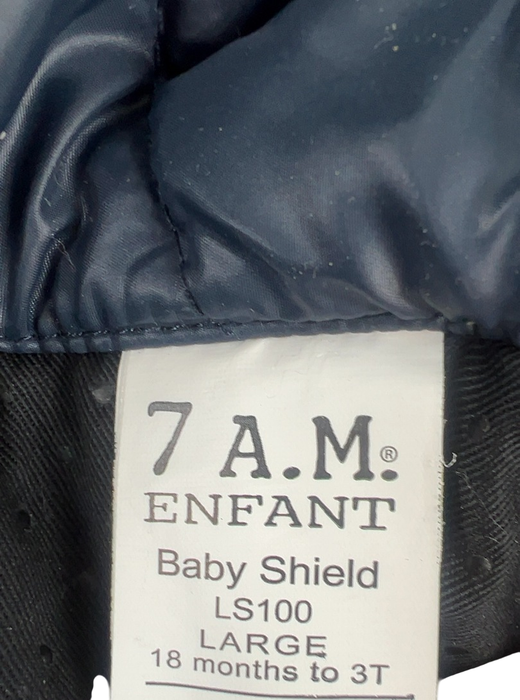 7 A.M.®
ENFANT
Baby Shield
LS100
LARGE
18 months to 3T